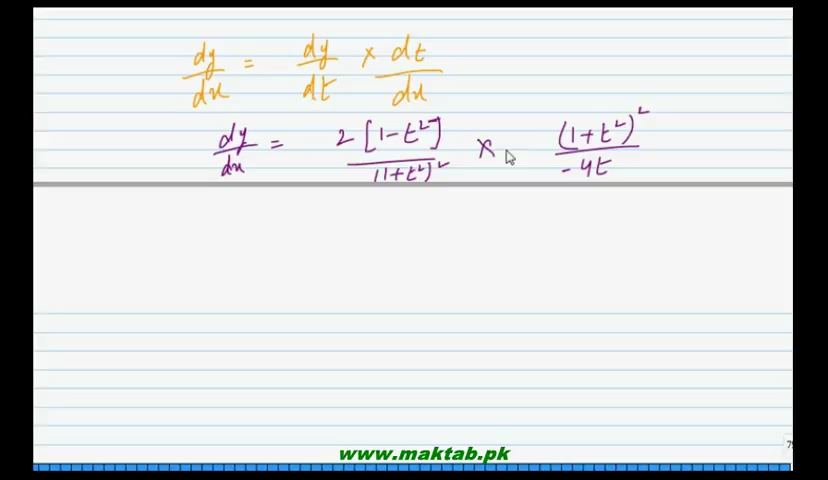 dy/dx = dy/dt × dt/dx
dy/dx = 2[1-t²]/(1+t²)² × (1+t²)²/-4t
www.maktab.pk